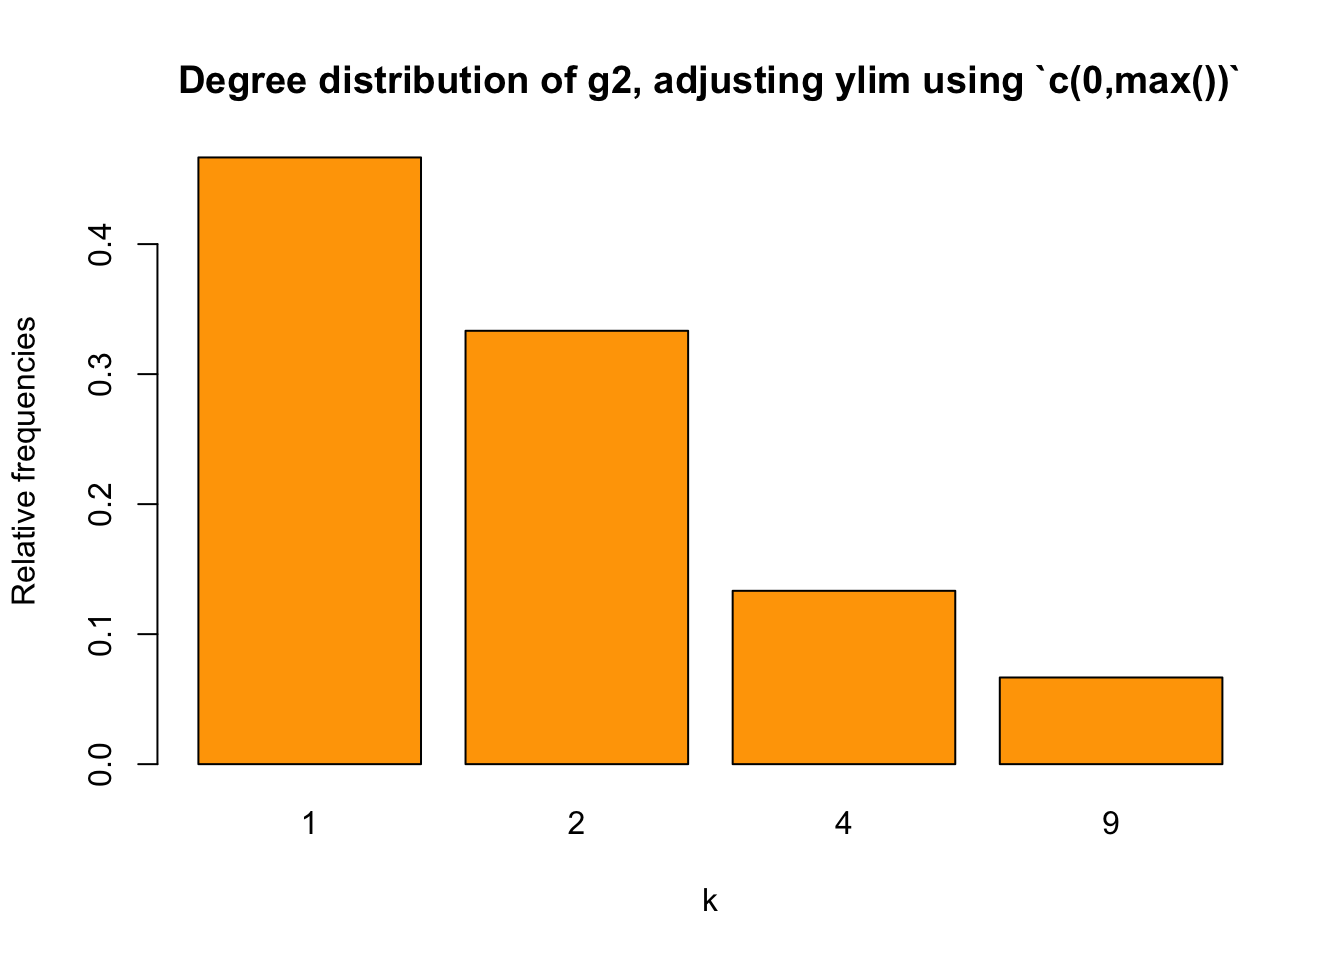 Degree distribution of g2, adjusting ylim using `c(0,max())`
Relative frequencies
0.4
0.3
0.2
0.1
0.0
1 2 4 9
k